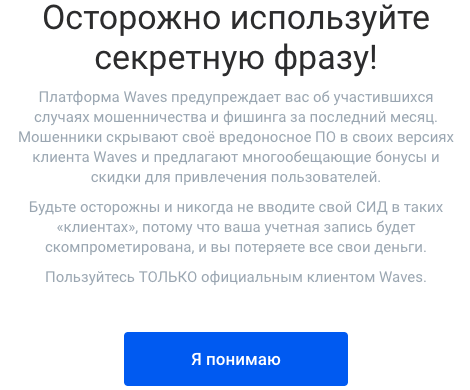 Осторожно используйте
секретную фразу!
Платформа Waves предупреждает вас об участившихся
случаях мошенничества и фишинга за последний месяц.
Мошенники скрывают своё вредоносное ПО в своих версиях
клиента Waves и предлагают многообещающие бонусы и
скидки для привлечения пользователей.
Будьте осторожны и никогда не вводите свой СИД в таких
«клиентах», потому что ваша учетная запись будет
скомпрометирована, и вы потеряете все свои деньги.
Пользуйтесь ТОЛЬКО официальным клиентом Waves.
Я понимаю